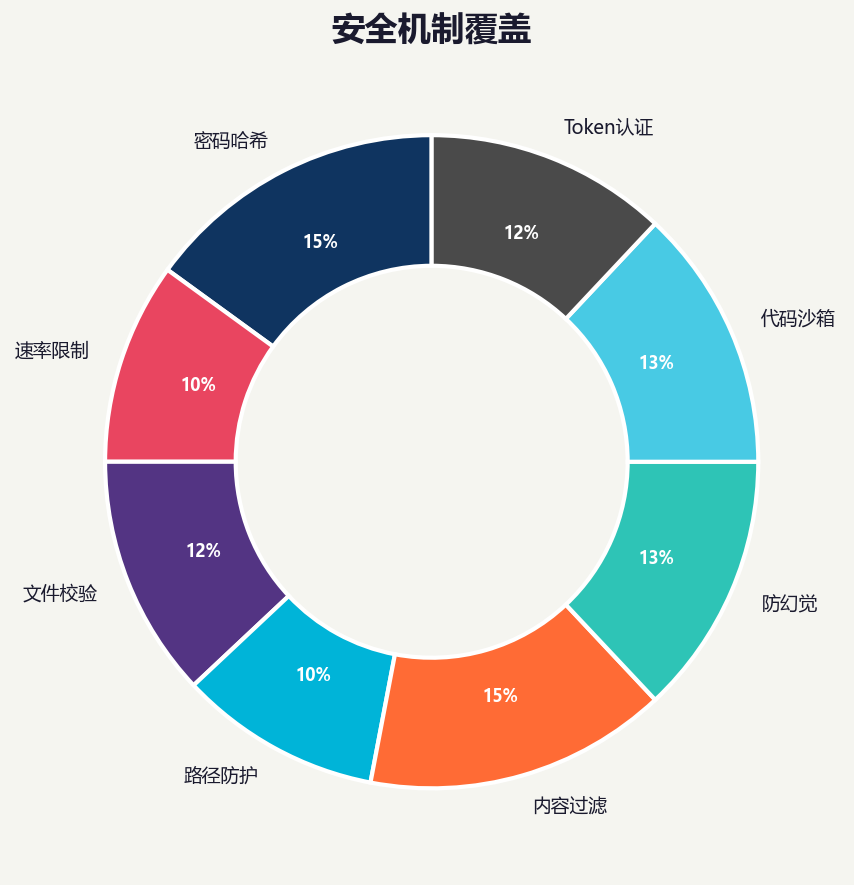 安全机制覆盖
Token认证
密码哈希
12%
15%
代码沙箱
速率限制
13%
10%
12%
13%
文件校验
防幻觉
10%
15%
路径防护
内容过滤